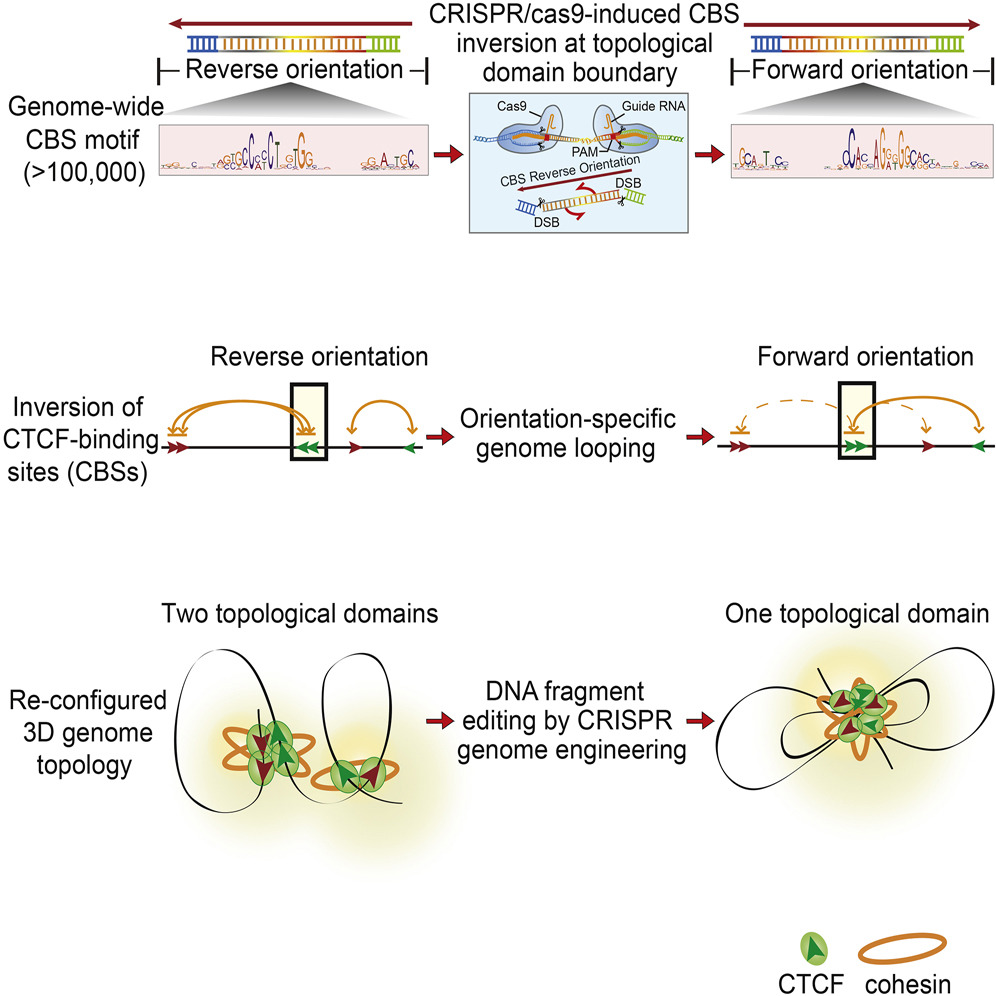 CRISPR/cas9-induced CBS
inversion at topological
domain boundary
Reverse orientation
Forward orientation
Genome-wide
CBS motif
(>100,000)
Cas9
Guide RNA
PAM
CBS Reverse Orientation
DSB
DSB
Reverse orientation
Forward orientation
Inversion of
CTCF-binding
sites (CBSs)
Orientation-specific
genome looping
Two topological domains
One topological domain
Re-configured
3D genome
topology
DNA fragment
editing by CRISPR
genome engineering
CTCF
cohesin